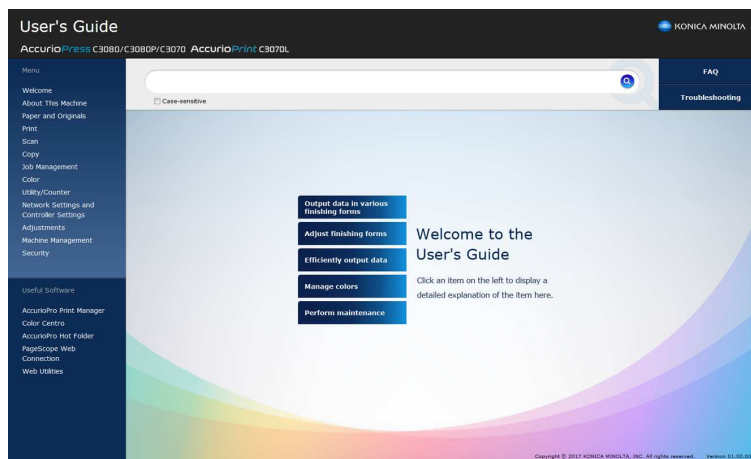 User's Guide
KONICA MINOLTA
AccurioPress C3080/C3080P/C3070 AccurioPrint C3070L
Menu
Welcome
About This Machine
Paper and Originals
Print
Scan
Copy
Job Management
Color
Utility/Counter
Network Settings and
Controller Settings
Adjustments
Machine Management
Security
Useful Software
AccurioPro Print Manager
Color Centro
AccurioPro Hot Folder
PageScope Web
Connection
Web Utilities
Case-sensitive
FAQ
Troubleshooting
Output data in various
finishing forms
Adjust finishing forms
Efficiently output data
Manage colors
Perform maintenance
Welcome to the
User's Guide
Click an item on the left to display a
detailed explanation of the item here.
Copyright © 2017 KONICA MINOLTA, INC. All rights reserved. Version 01.00.00